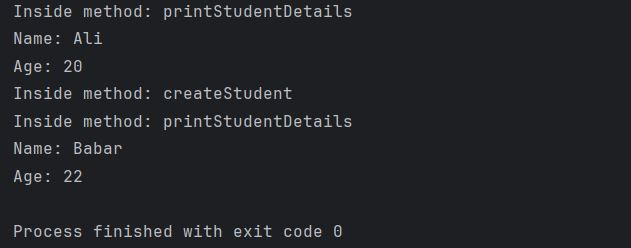 Inside method: printStudentDetails
Name: Ali
Age: 20
Inside method: createStudent
Inside method: printStudentDetails
Name: Babar
Age: 22
Process finished with exit code 0